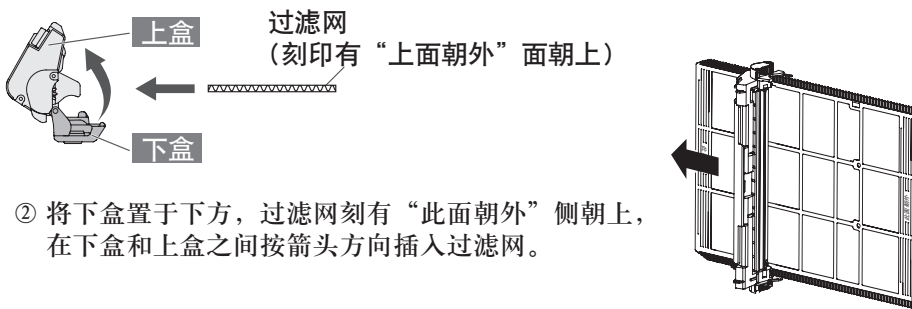 上盒
过滤网
（刻印有“上面朝外”面朝上）
下盒
② 将下盒置于下方，过滤网刻有“此面朝外”侧朝上，
在下盒和上盒之间按箭头方向插入过滤网。